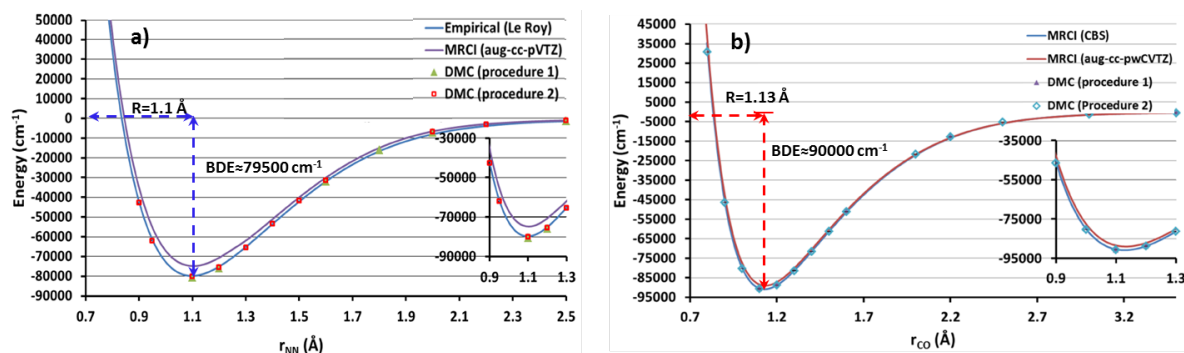 a)
50000
40000
30000
20000
10000
0
-10000
-20000
-30000
-40000
-50000
-60000
-70000
-80000
-90000
Energy (cm⁻¹)
Empirical (Le Roy)
MRCI (aug-cc-pVTZ)
DMC (procedure 1)
DMC (procedure 2)
R=1.1 Å
BDE≈79500 cm⁻¹
-30000
-50000
-70000
-90000
0.9 1.1 1.3
0.7 0.9 1.1 1.3 1.5 1.7 1.9 2.1 2.3 2.5
rNN (Å)
b)
45000
35000
25000
15000
5000
-5000
-15000
-25000
-35000
-45000
-55000
-65000
-75000
-85000
-95000
Energy (cm⁻¹)
MRCI (CBS)
MRCI (aug-cc-pwCVTZ)
DMC (procedure 1)
DMC (Procedure 2)
R=1.13 Å
BDE≈90000 cm⁻¹
-35000
-55000
-75000
-95000
0.9 1 1.1 1.2 1.3
0.7 1.2 1.7 2.2 2.7 3.2
rCO (Å)